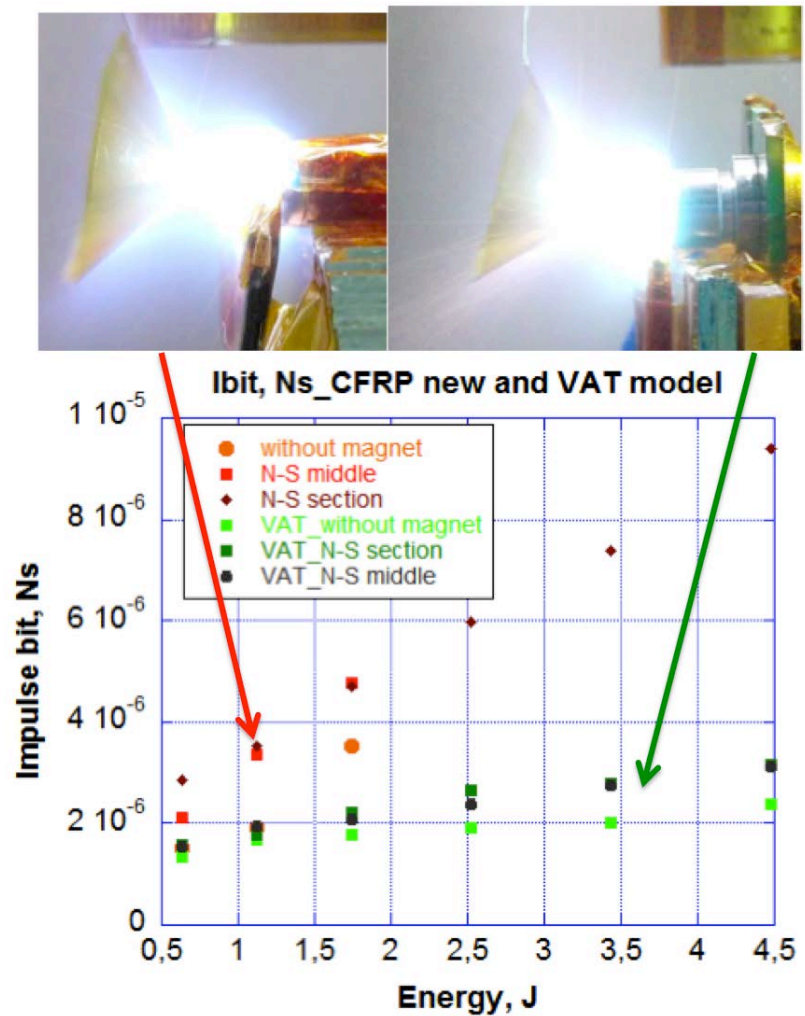 Ibit, Ns_CFRP new and VAT model
1 10-5
without magnet
N-S middle
N-S section
VAT_without magnet
VAT_N-S section
VAT_N-S middle
8 10-6
6 10-6
4 10-6
2 10-6
0
Impulse bit, Ns
0,5 1 1,5 2 2,5 3 3,5 4 4,5
Energy, J